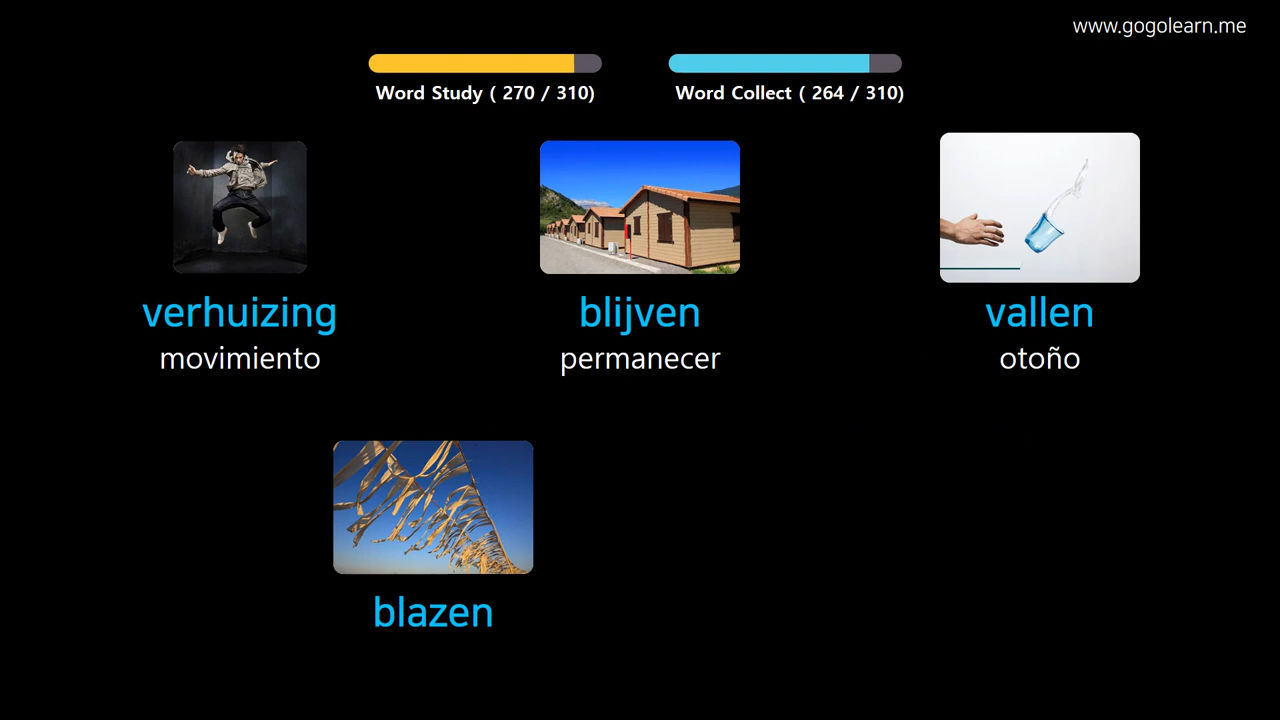 www.gogolearn.me
Word Study ( 270 / 310)
Word Collect ( 264 / 310)
verhuizing
movimiento
blijven
permanecer
vallen
otoño
blazen